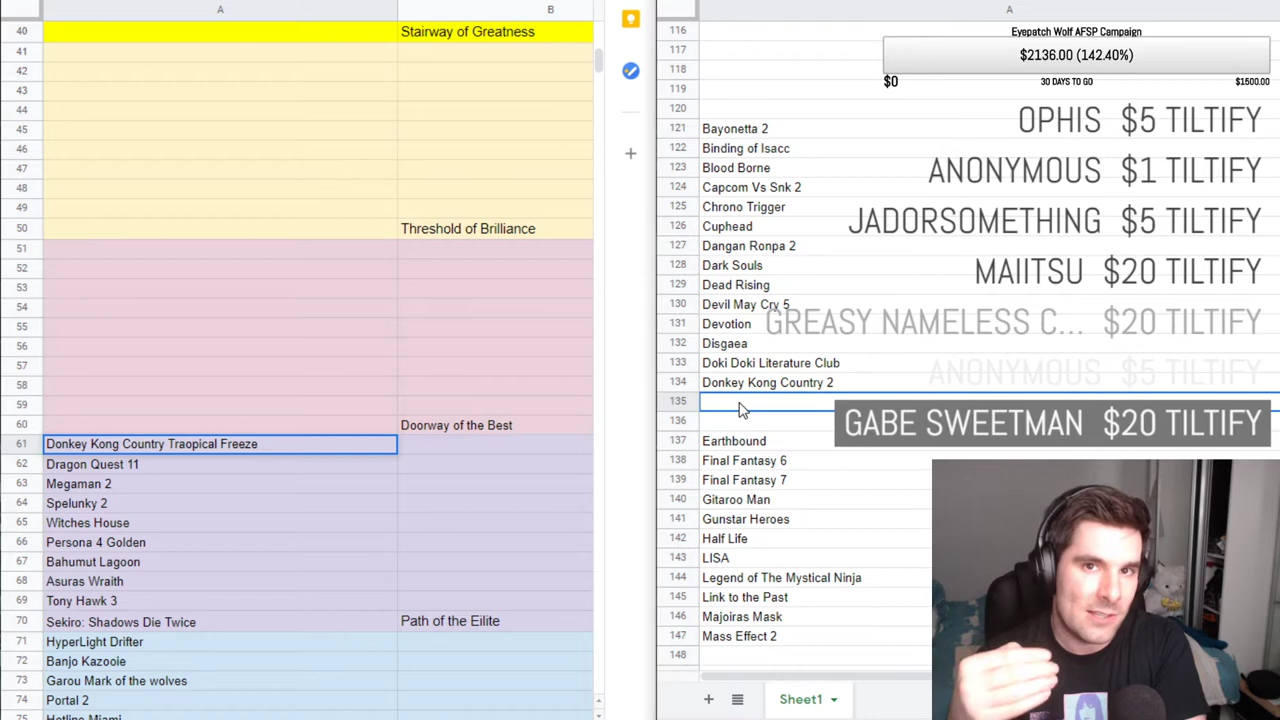 A
B
40 Stairway of Greatness
41
42
43
44
45
46
47
48
49
50 Threshold of Brilliance
51
52
53
54
55
56
57
58
59
60 Doorway of the Best
61 Donkey Kong Country Traopical Freeze
62 Dragon Quest 11
63 Megaman 2
64 Spelunky 2
65 Witches House
66 Persona 4 Golden
67 Bahumut Lagoon
68 Asuras Wraith
69 Tony Hawk 3
70 Sekiro: Shadows Die Twice Path of the Eilite
71 HyperLight Drifter
72 Banjo Kazooie
73 Garou Mark of the wolves
74 Portal 2
75 Hotline Miami
A
116
117
118
119
120
121 Bayonetta 2
122 Binding of Isacc
123 Blood Borne
124 Capcom Vs Snk 2
125 Chrono Trigger
126 Cuphead
127 Dangan Ronpa 2
128 Dark Souls
129 Dead Rising
130 Devil May Cry 5
131 Devotion
132 Disgaea
133 Doki Doki Literature Club
134 Donkey Kong Country 2
135
136
137 Earthbound
138 Final Fantasy 6
139 Final Fantasy 7
140 Gitaroo Man
141 Gunstar Heroes
142 Half Life
143 LISA
144 Legend of The Mystical Ninja
145 Link to the Past
146 Majoiras Mask
147 Mass Effect 2
148
Sheet1
Eyepatch Wolf AFSP Campaign
$2136.00 (142.40%)
$0 30 DAYS TO GO $1500.00
OPHIS $5 TILTIFY
ANONYMOUS $1 TILTIFY
JADORSOMETHING $5 TILTIFY
MAIITSU $20 TILTIFY
GREASY NAMELESS C... $20 TILTIFY
ANONYMOUS $5 TILTIFY
GABE SWEETMAN $20 TILTIFY